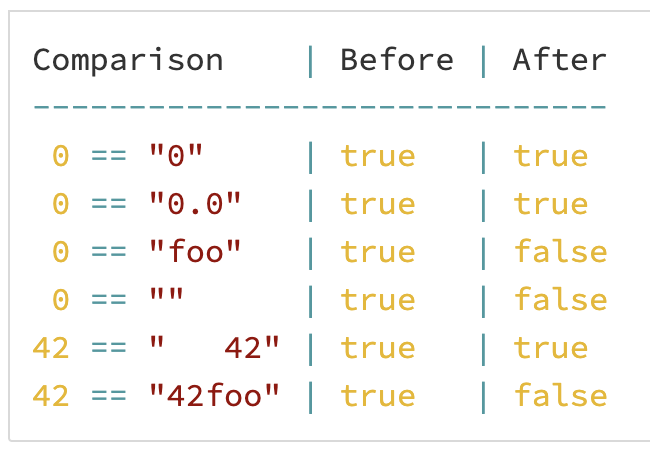 Comparison    | Before | After
------------------------------
 0 == "0"     | true   | true
 0 == "0.0"   | true   | true
 0 == "foo"   | true   | false
 0 == ""      | true   | false
42 == "   42" | true   | true
42 == "42foo" | true   | false